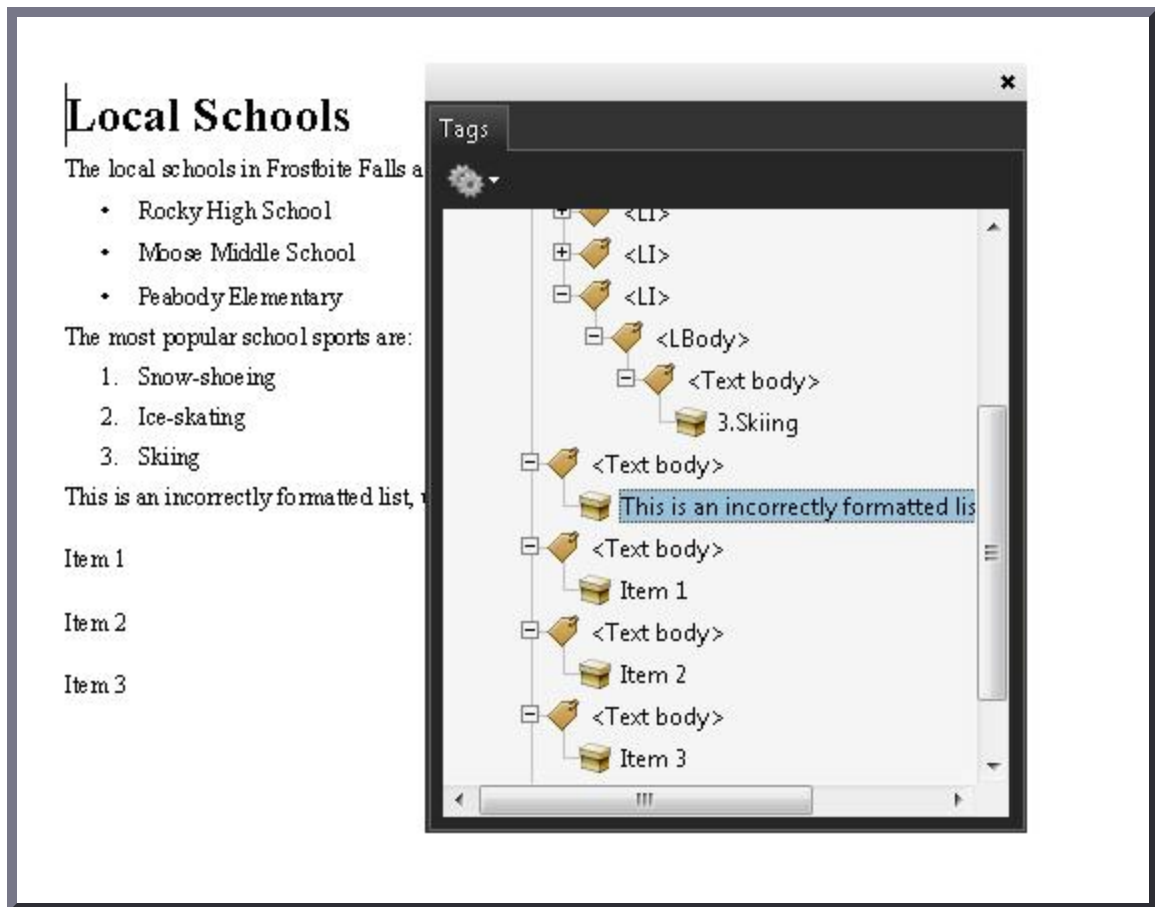 Local Schools
The local schools in Frostbite Falls a
• Rocky High School
• Moose Middle School
• Peabody Elementary
The most popular school sports are:
1. Snow-shoeing
2. Ice-skating
3. Skiing
This is an incorrectly formatted list,
Item 1
Item 2
Item 3
Tags
<LI>
<LI>
<LI>
<LBody>
<Text body>
3.Skiing
<Text body>
This is an incorrectly formatted lis
<Text body>
Item 1
<Text body>
Item 2
<Text body>
Item 3